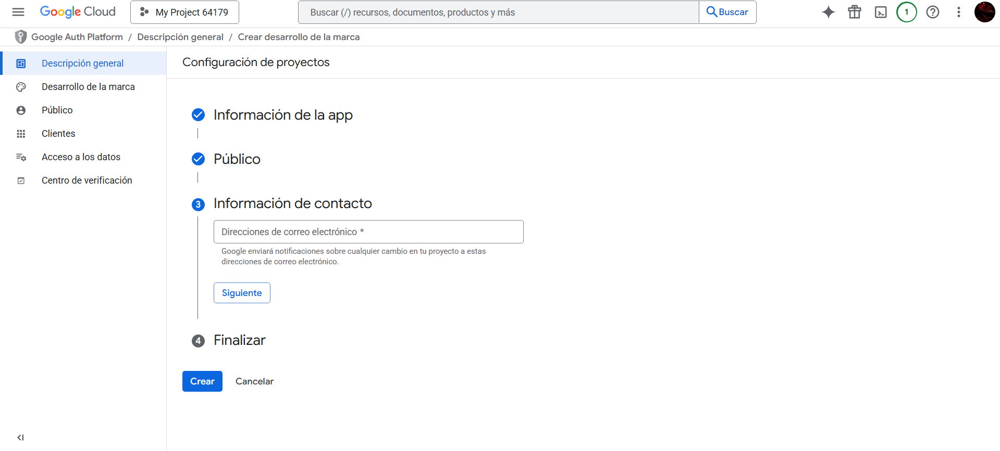 Google Cloud
My Project 64179
Buscar (/) recursos, documentos, productos y más
Buscar
1
Google Auth Platform / Descripción general / Crear desarrollo de la marca
Descripción general
Desarrollo de la marca
Público
Clientes
Acceso a los datos
Centro de verificación
Configuración de proyectos
Información de la app
Público
3 Información de contacto
Direcciones de correo electrónico *
Google enviará notificaciones sobre cualquier cambio en tu proyecto a estas
direcciones de correo electrónico.
Siguiente
4 Finalizar
Crear
Cancelar